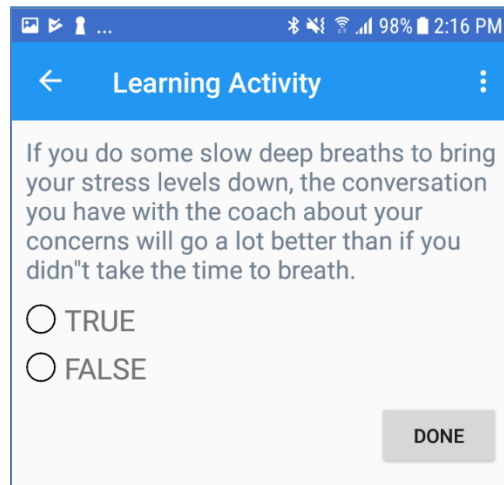 ... 98% 2:16 PM
Learning Activity
If you do some slow deep breaths to bring
your stress levels down, the conversation
you have with the coach about your
concerns will go a lot better than if you
didn"t take the time to breath.
TRUE
FALSE
DONE